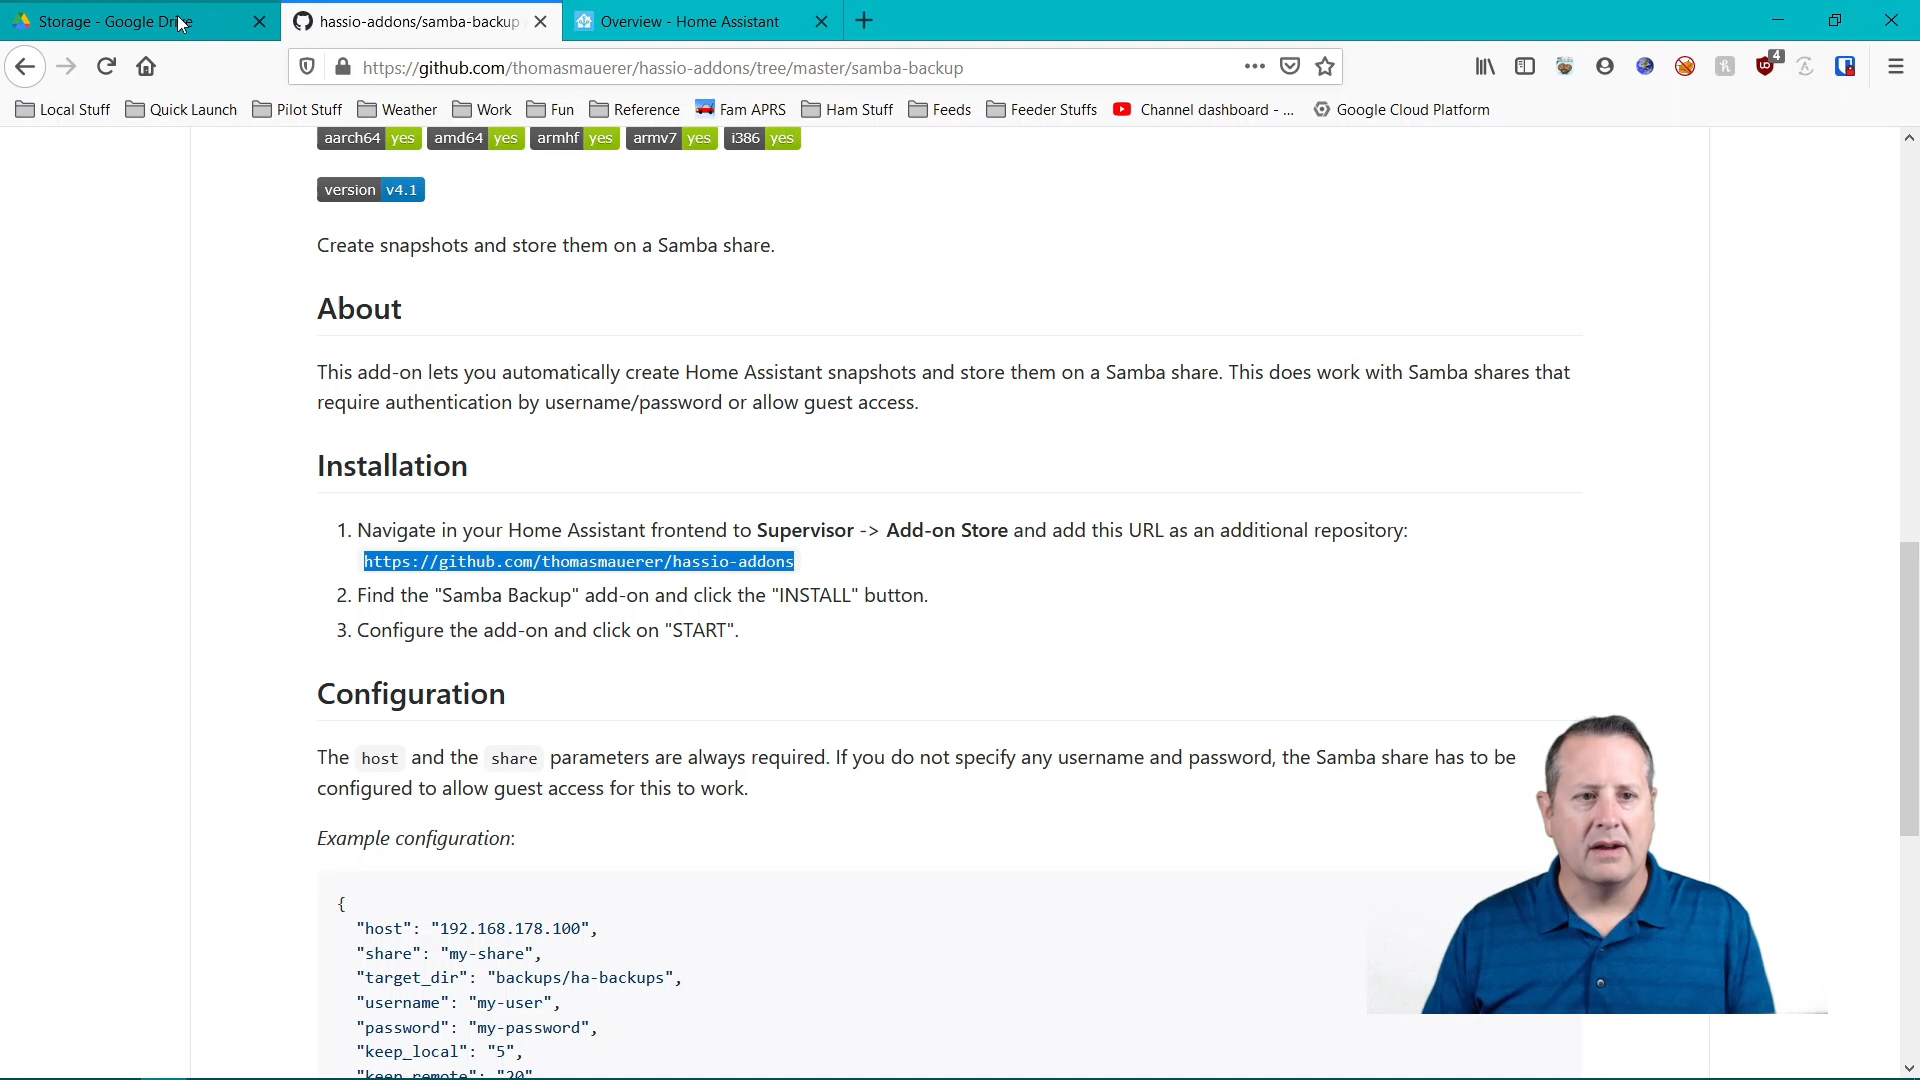 Storage - Google Drive
hassio-addons/samba-backup
Overview - Home Assistant
https://github.com/thomasmauerer/hassio-addons/tree/master/samba-backup
4
Local Stuff
Quick Launch
Pilot Stuff
Weather
Work
Fun
Reference
Fam APRS
Ham Stuff
Feeds
Feeder Stuffs
Channel dashboard - ...
Google Cloud Platform
aarch64 yes amd64 yes armhf yes armv7 yes i386 yes
version v4.1
Create snapshots and store them on a Samba share.
About
This add-on lets you automatically create Home Assistant snapshots and store them on a Samba share. This does work with Samba shares that
require authentication by username/password or allow guest access.
Installation
1. Navigate in your Home Assistant frontend to Supervisor -> Add-on Store and add this URL as an additional repository:
https://github.com/thomasmauerer/hassio-addons
2. Find the "Samba Backup" add-on and click the "INSTALL" button.
3. Configure the add-on and click on "START".
Configuration
The host and the share parameters are always required. If you do not specify any username and password, the Samba share has to be
configured to allow guest access for this to work.
Example configuration:
{
"host": "192.168.178.100",
"share": "my-share",
"target_dir": "backups/ha-backups",
"username": "my-user",
"password": "my-password",
"keep_local": "5",
"keep_remote": "20"